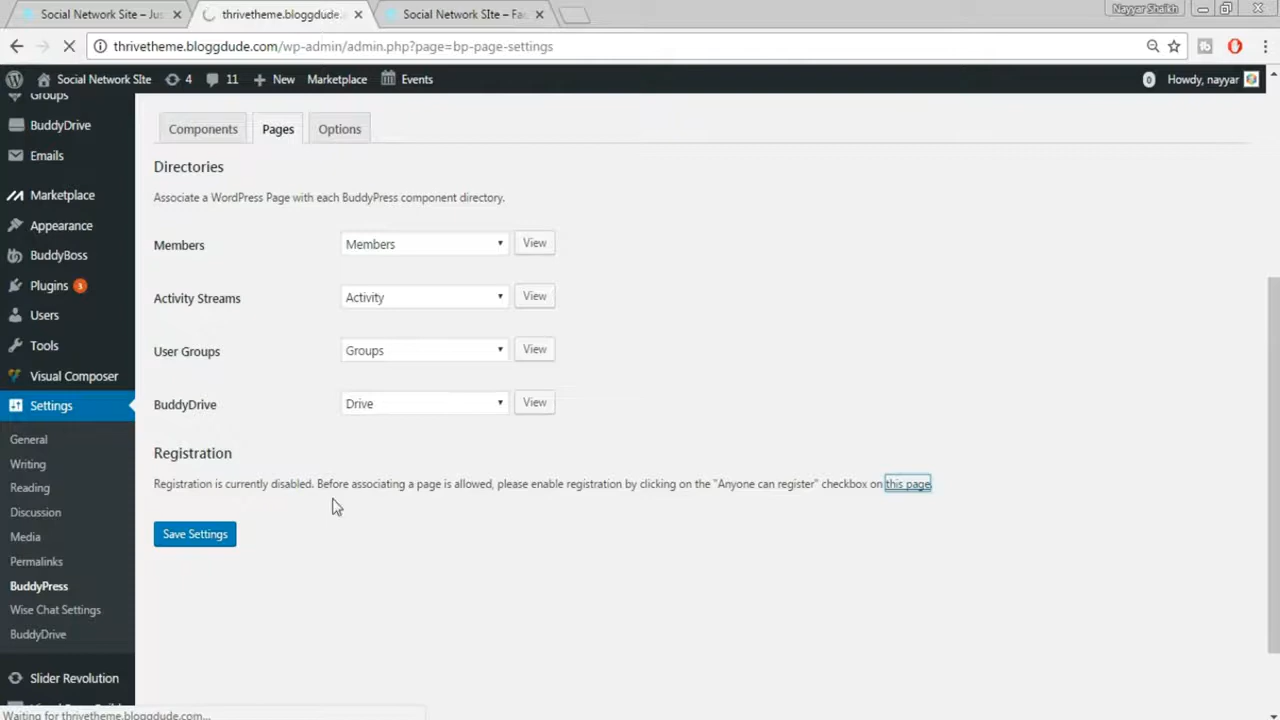 Social Network Site – Jus
thrivetheme.bloggdude.
Social Network SIte – Fac
Nayyar Shaikh
thrivetheme.bloggdude.com/wp-admin/admin.php?page=bp-page-settings
Social Network SIte
4
11
New
Marketplace
Events
0
Howdy, nayyar
Groups
BuddyDrive
Emails
Marketplace
Appearance
BuddyBoss
Plugins 3
Users
Tools
Visual Composer
Settings
General
Writing
Reading
Discussion
Media
Permalinks
BuddyPress
Wise Chat Settings
BuddyDrive
Slider Revolution
Components
Pages
Options
Directories
Associate a WordPress Page with each BuddyPress component directory.
Members Members View
Activity Streams Activity View
User Groups Groups View
BuddyDrive Drive View
Registration
Registration is currently disabled. Before associating a page is allowed, please enable registration by clicking on the "Anyone can register" checkbox on this page.
Save Settings
Waiting for thrivetheme.bloggdude.com...